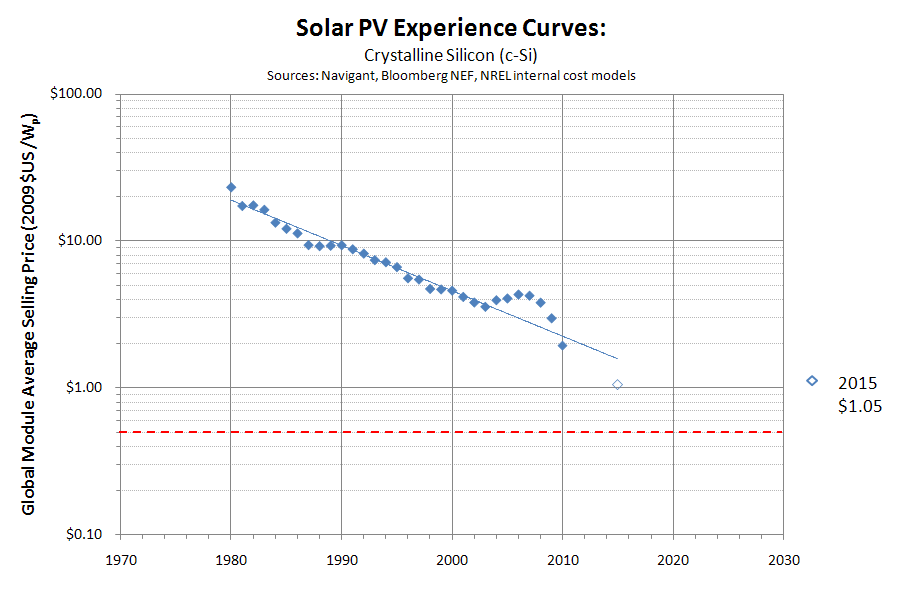 Solar PV Experience Curves:
Crystalline Silicon (c-Si)
Sources: Navigant, Bloomberg NEF, NREL internal cost models
Global Module Average Selling Price (2009 $US /Wp)
$100.00
$10.00
$1.00
$0.10
1970 1980 1990 2000 2010 2020 2030
2015
$1.05